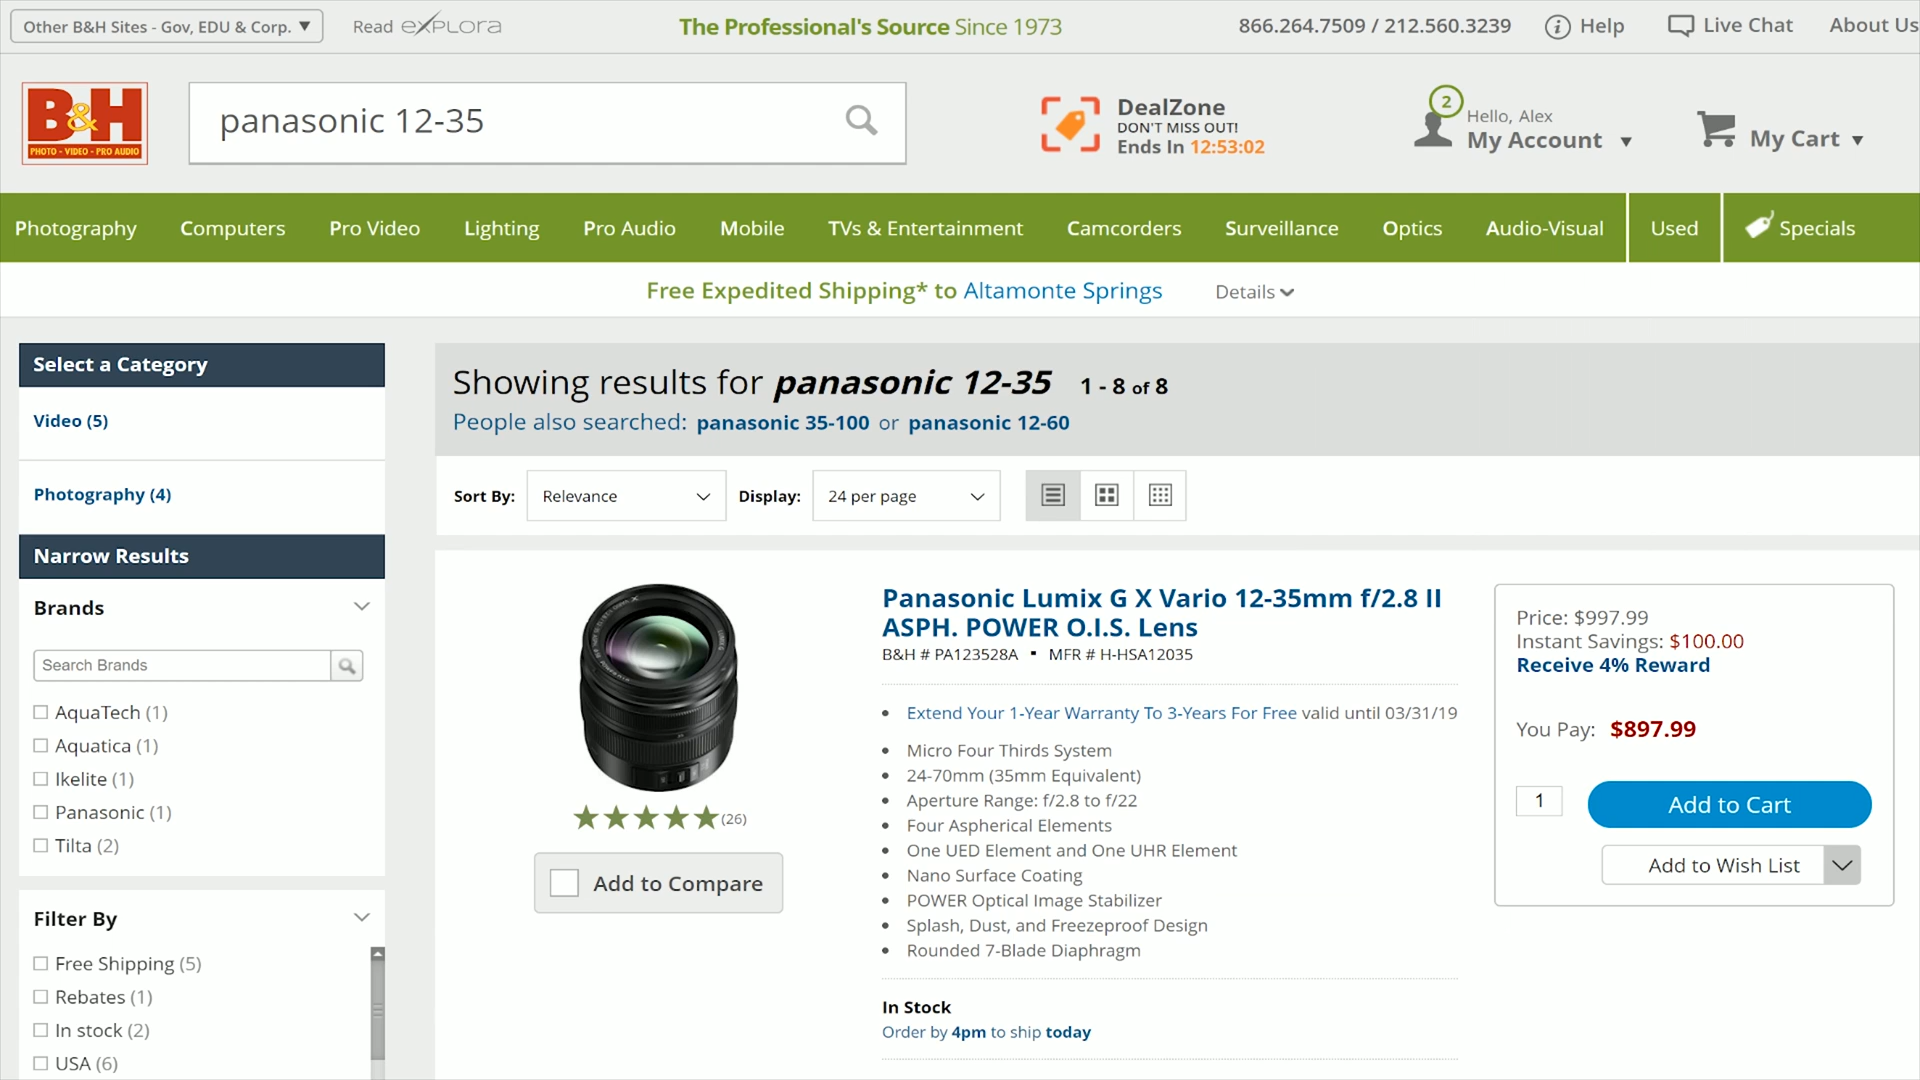 Other B&H Sites - Gov, EDU & Corp. ▼
Read eXPLORA
The Professional's Source Since 1973
866.264.7509 / 212.560.3239
Help
Live Chat
About Us
B&H
PHOTO - VIDEO - PRO AUDIO
panasonic 12-35
DealZone
DON'T MISS OUT!
Ends In 12:53:02
2
Hello, Alex
My Account ▼
My Cart ▼
Photography
Computers
Pro Video
Lighting
Pro Audio
Mobile
TVs & Entertainment
Camcorders
Surveillance
Optics
Audio-Visual
Used
Specials
Free Expedited Shipping* to Altamonte Springs
Details
Select a Category
Video (5)
Photography (4)
Narrow Results
Brands
Search Brands
AquaTech (1)
Aquatica (1)
Ikelite (1)
Panasonic (1)
Tilta (2)
Filter By
Free Shipping (5)
Rebates (1)
In stock (2)
USA (6)
Showing results for panasonic 12-35 1 - 8 of 8
People also searched: panasonic 35-100 or panasonic 12-60
Sort By: Relevance
Display: 24 per page
★★★★★ (26)
Add to Compare
Panasonic Lumix G X Vario 12-35mm f/2.8 II
ASPH. POWER O.I.S. Lens
B&H # PA123528A ▪ MFR # H-HSA12035
• Extend Your 1-Year Warranty To 3-Years For Free valid until 03/31/19
• Micro Four Thirds System
• 24-70mm (35mm Equivalent)
• Aperture Range: f/2.8 to f/22
• Four Aspherical Elements
• One UED Element and One UHR Element
• Nano Surface Coating
• POWER Optical Image Stabilizer
• Splash, Dust, and Freezeproof Design
• Rounded 7-Blade Diaphragm
In Stock
Order by 4pm to ship today
Price: $997.99
Instant Savings: $100.00
Receive 4% Reward
You Pay: $897.99
1
Add to Cart
Add to Wish List